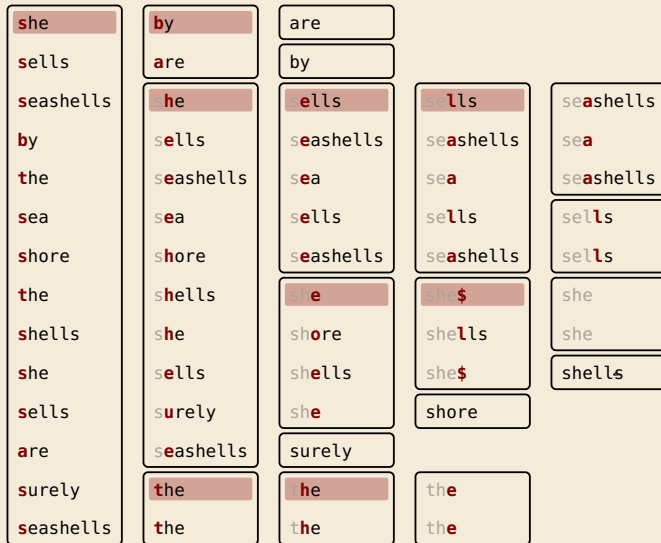 she by are
sells are by
seashells she sells sells seashells
by sells seashells seashells sea
the seashells sea sea seashells
sea sea sells sells sells
shore shore seashells seashells sells
the shells she she$ she
shells she shore shells she
she sells shells she$ shells
sells surely she shore
are seashells surely
surely the the the
seashells the the the